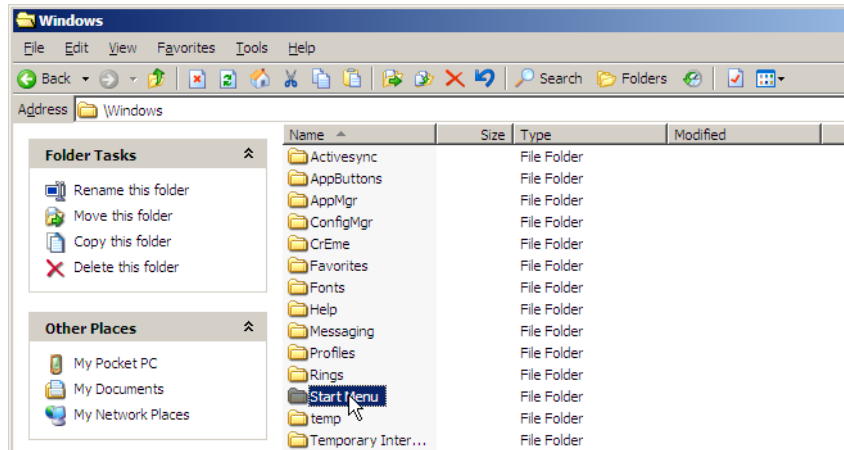 Windows
File Edit View Favorites Tools Help
Back Search Folders
Address \Windows
Name Size Type Modified
Folder Tasks
Rename this folder
Move this folder
Copy this folder
Delete this folder
Other Places
My Pocket PC
My Documents
My Network Places
Activesync File Folder
AppButtons File Folder
AppMgr File Folder
ConfigMgr File Folder
CrEme File Folder
Favorites File Folder
Fonts File Folder
Help File Folder
Messaging File Folder
Profiles File Folder
Rings File Folder
Start Menu File Folder
temp File Folder
Temporary Inter... File Folder